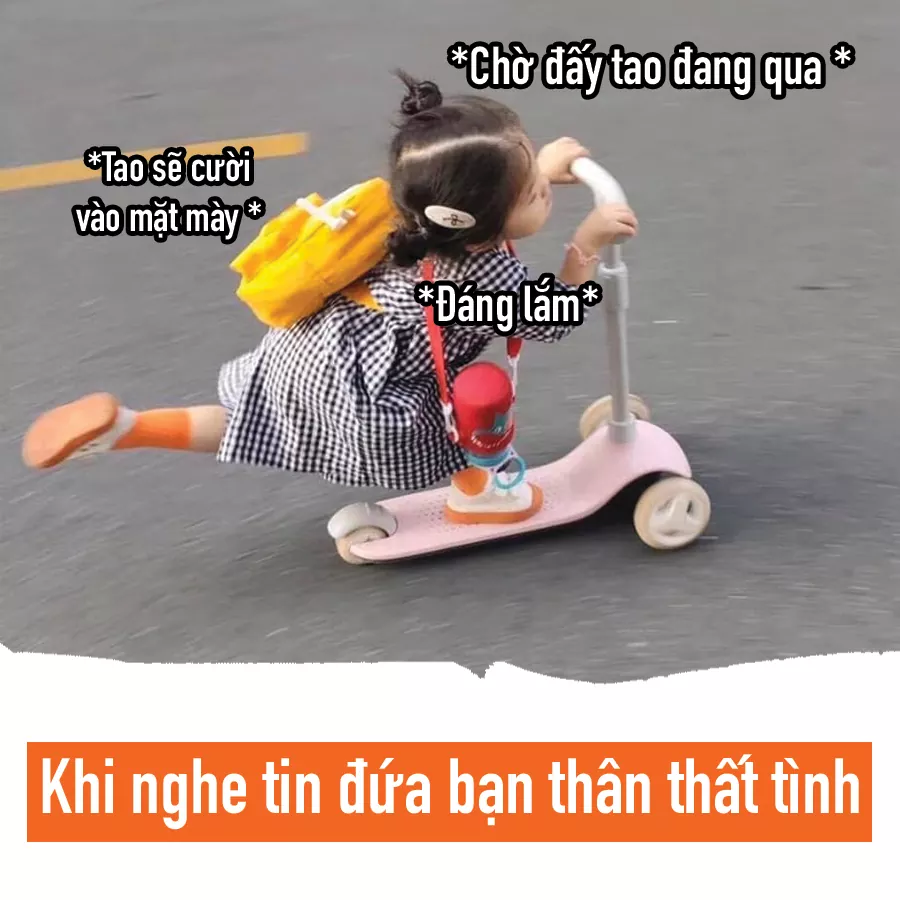 *Chờ đấy tao đang qua *
*Tao sẽ cười
vào mặt mày *
*Đáng lắm*
Khi nghe tin đứa bạn thân thất tình